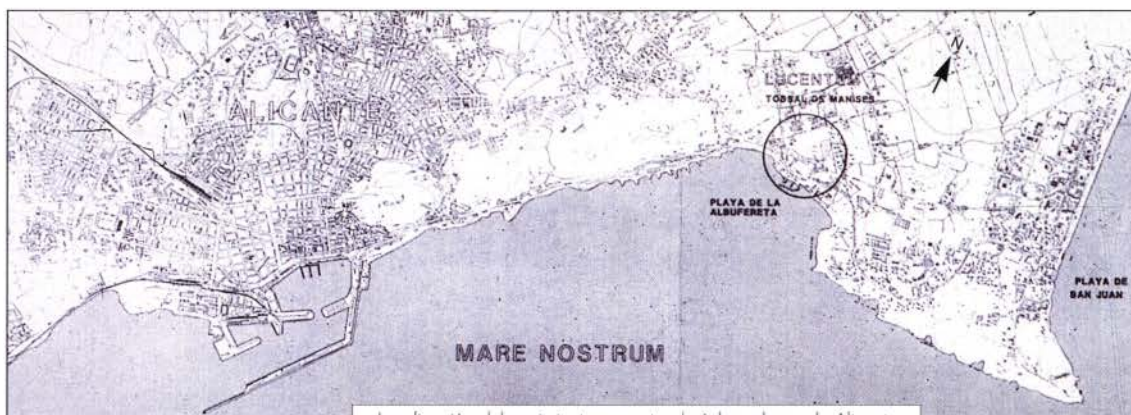 ALICANTE
LUCENTUM
TOSSAL DE MANISES
N
PLAYA DE LA
ALBUFERETA
PLAYA DE
SAN JUAN
MARE NOSTRUM